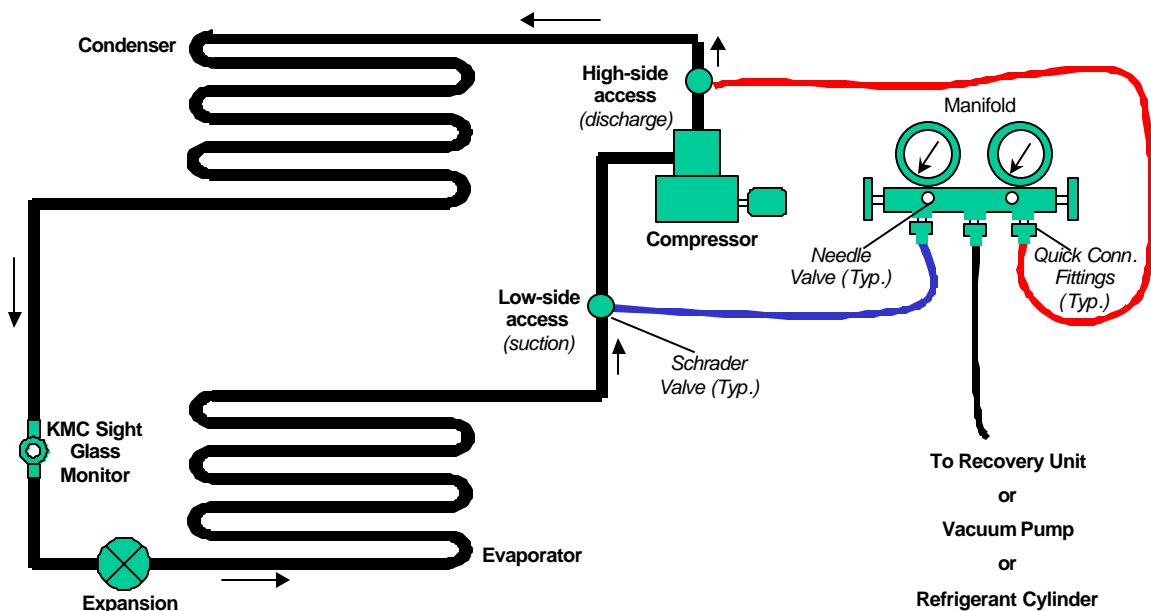 Condenser
High-side
access
(discharge)
Manifold
Compressor
Needle
Valve (Typ.)
Quick Conn.
Fittings
(Typ.)
Low-side
access
(suction)
Schrader
Valve (Typ.)
KMC Sight
Glass
Monitor
To Recovery Unit
or
Vacuum Pump
or
Refrigerant Cylinder
Evaporator
Expansion